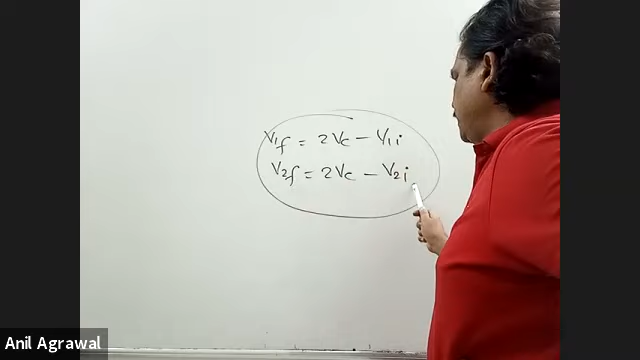 V1f = 2Vc - V1i
V2f = 2Vc - V2i
Anil Agrawal